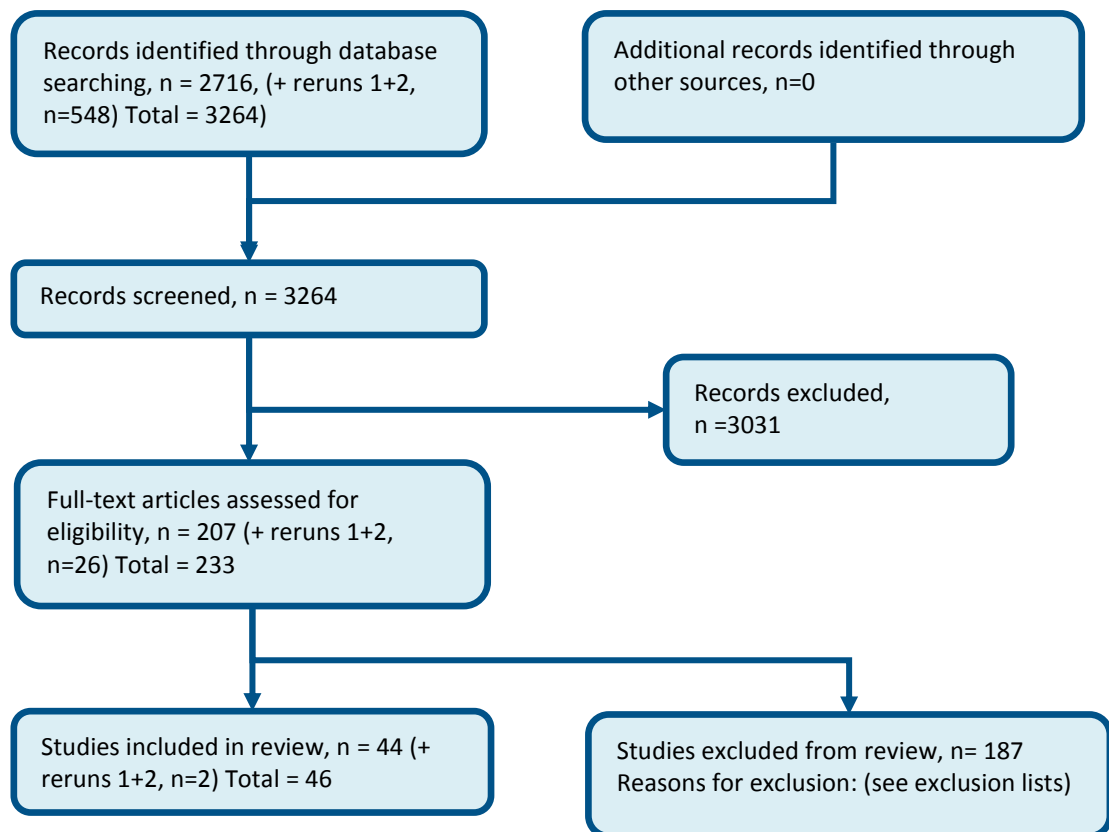 Records identified through database
searching, n = 2716, (+ reruns 1+2,
n=548) Total = 3264)
Additional records identified through
other sources, n=0
Records screened, n = 3264
Records excluded,
n =3031
Full-text articles assessed for
eligibility, n = 207 (+ reruns 1+2,
n=26) Total = 233
Studies included in review, n = 44 (+
reruns 1+2, n=2) Total = 46
Studies excluded from review, n= 187
Reasons for exclusion: (see exclusion lists)